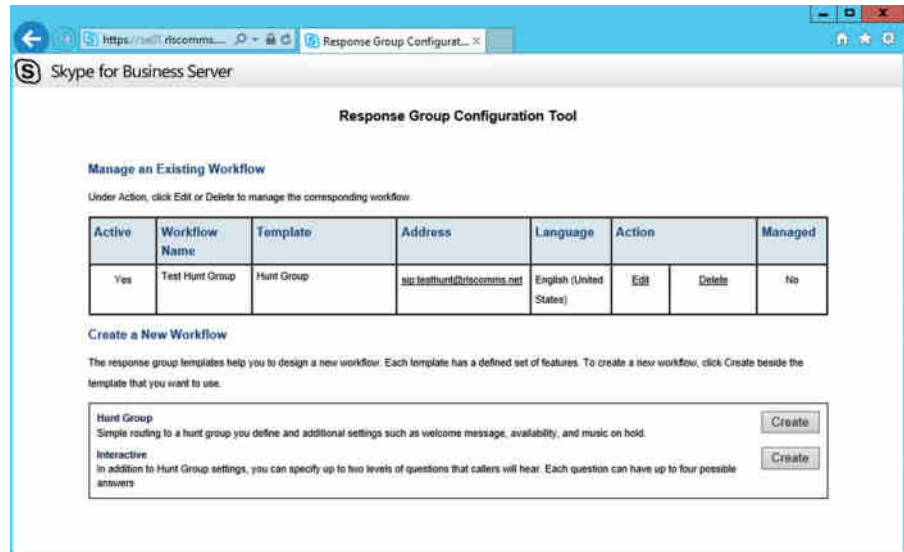 https:// rlscomms....
Response Group Configurat...
S Skype for Business Server
Response Group Configuration Tool
Manage an Existing Workflow
Under Action, click Edit or Delete to manage the corresponding workflow
Active Workflow Name Template Address Language Action Managed
Yes Test Hunt Group Hunt Group sip:testhunt@rlscomms.net English (United States) Edit Delete No
Create a New Workflow
The response group templates help you to design a new workflow. Each template has a defined set of features. To create a new workflow, click Create beside the
template that you want to use.
Hunt Group
Simple routing to a hunt group you define and additional settings such as welcome message, availability, and music on hold.
Create
Interactive
In addition to Hunt Group settings, you can specify up to two levels of questions that callers will hear. Each question can have up to four possible
answers
Create